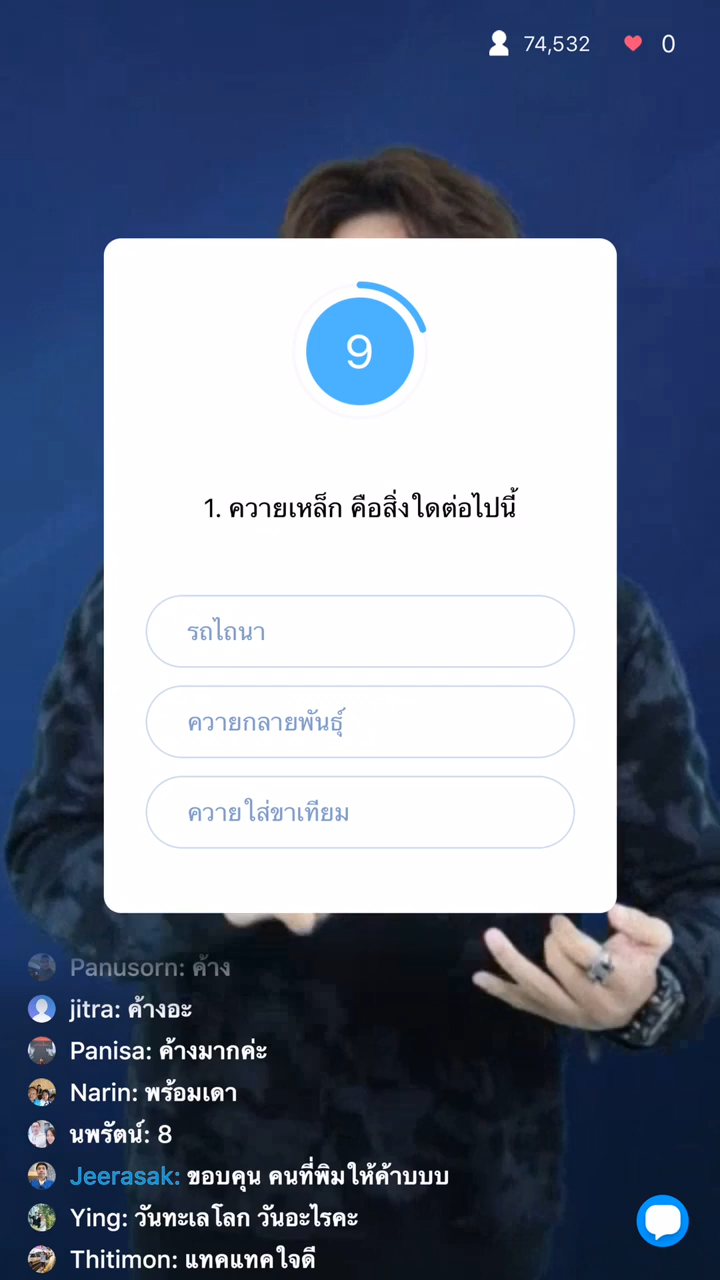 74,532 0
9
1. ควายเหล็ก คือสิ่งใดต่อไปนี้
รถไถนา
ควายกลายพันธุ์
ควายใส่ขาเทียม
Panusorn: ค้าง
jitra: ค้างอะ
Panisa: ค้างมากค่ะ
Narin: พร้อมเดา
นพรัตน์: 8
Jeerasak: ขอบคุน คนที่พิมให้ค้าบบบ
Ying: วันทะเลโลก วันอะไรคะ
Thitimon: แทคแทคใจดี